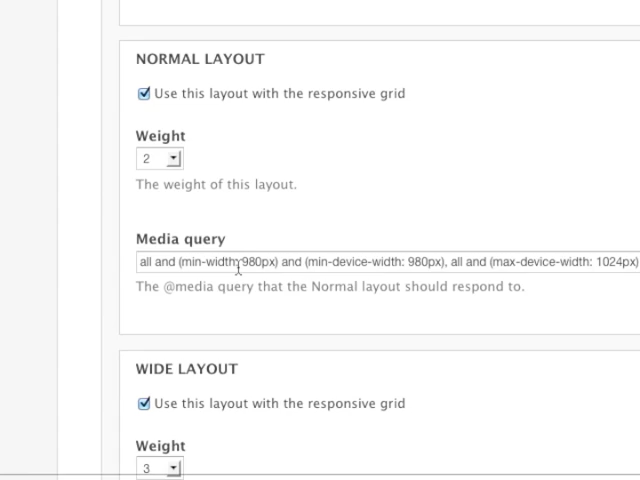 NORMAL LAYOUT
Use this layout with the responsive grid
Weight
2
The weight of this layout.
Media query
all and (min-width: 980px) and (min-device-width: 980px), all and (max-device-width: 1024px)
The @media query that the Normal layout should respond to.
WIDE LAYOUT
Use this layout with the responsive grid
Weight
3